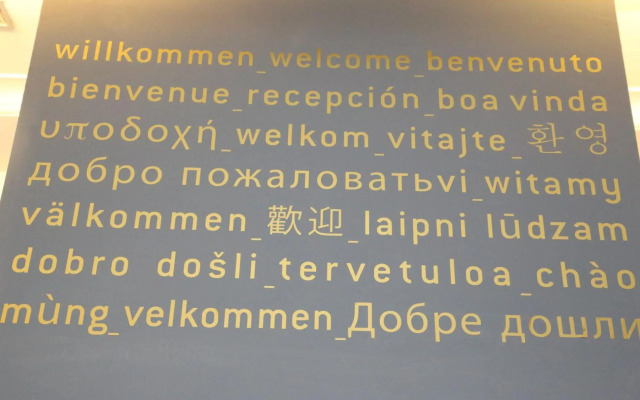 willkommen_welcome_benvenuto
bienvenue_recepción_boa vinda
υποδοχή_welkom_vitajte_환영
добро пожаловатьvi_witamy
välkommen_歡迎_laipni lūdzam
dobro došli_tervetuloa_chào
mùng_velkommen_Добре дошли